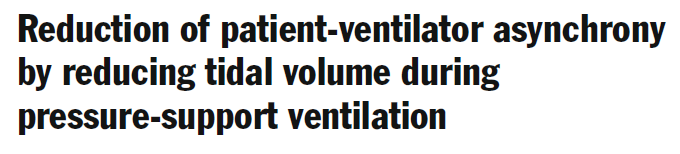 Reduction of patient-ventilator asynchrony
by reducing tidal volume during
pressure-support ventilation